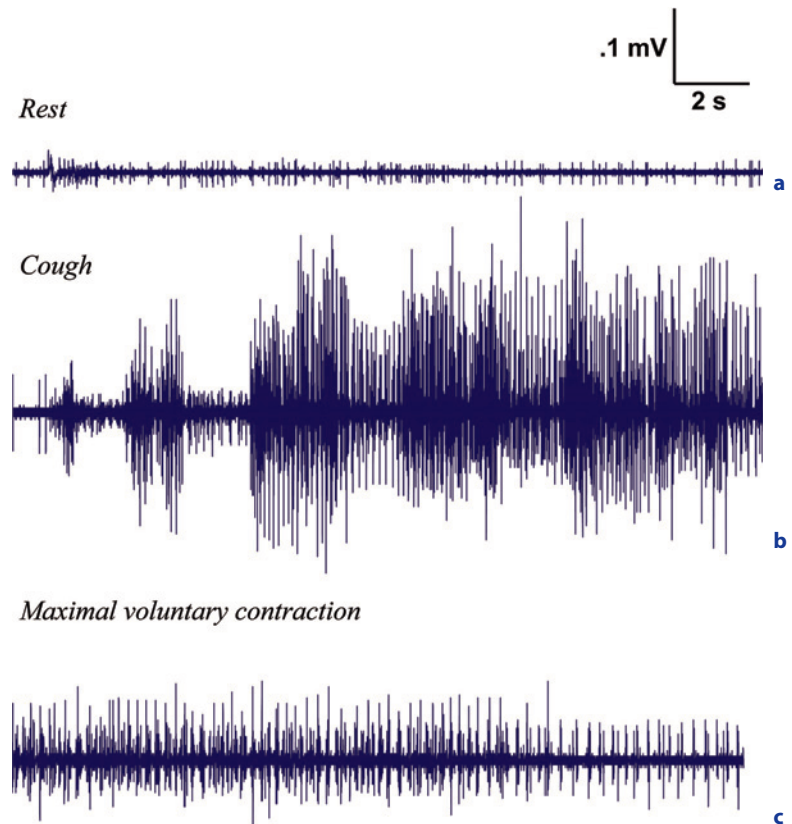 .1 mV
2 s
Rest
a
Cough
b
Maximal voluntary contraction
c